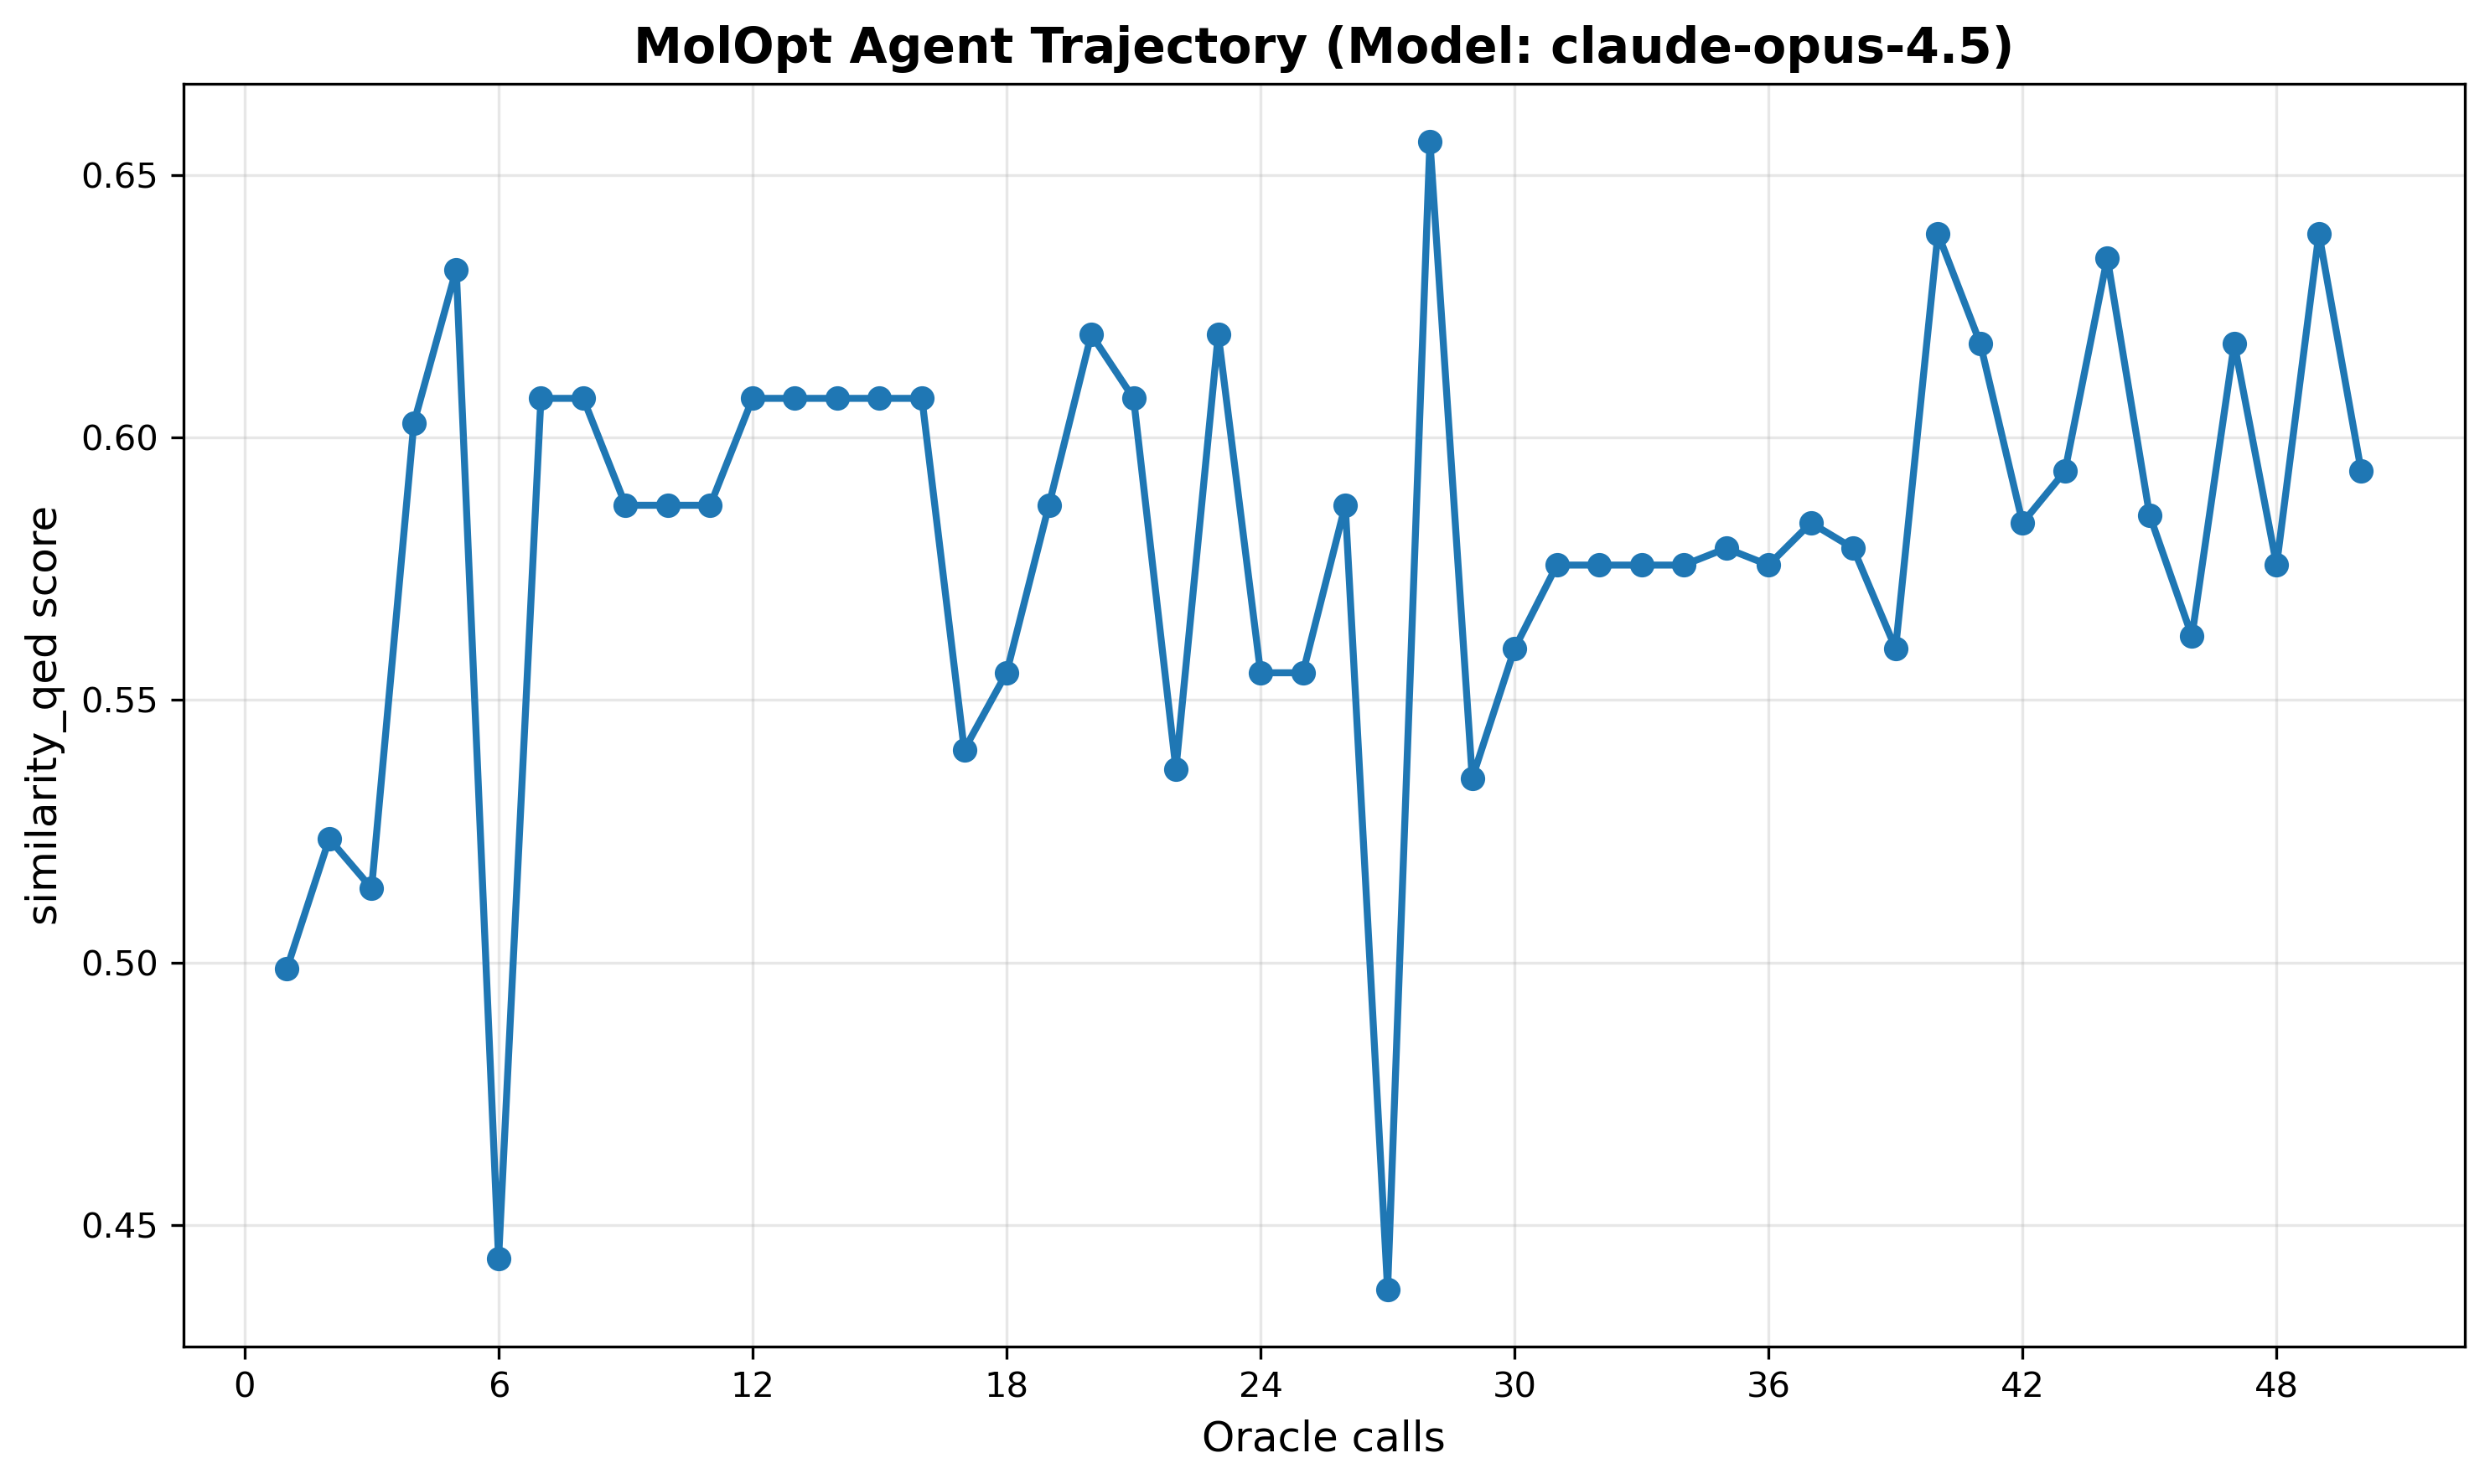 MolOpt Agent Trajectory (Model: claude-opus-4.5)
similarity_qed score
0.65
0.60
0.55
0.50
0.45
0 6 12 18 24 30 36 42 48
Oracle calls